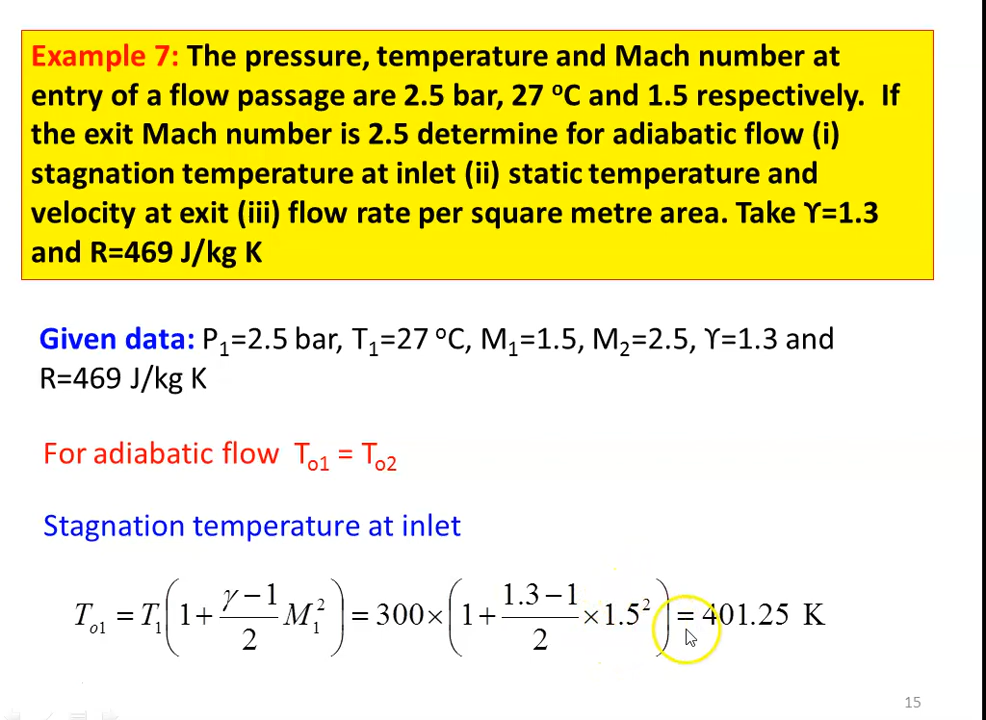 Example 7: The pressure, temperature and Mach number at
entry of a flow passage are 2.5 bar, 27 ᵒC and 1.5 respectively. If
the exit Mach number is 2.5 determine for adiabatic flow (i)
stagnation temperature at inlet (ii) static temperature and
velocity at exit (iii) flow rate per square metre area. Take ϒ=1.3
and R=469 J/kg K
Given data: P₁=2.5 bar, T₁=27 ᵒC, M₁=1.5, M₂=2.5, ϒ=1.3 and
R=469 J/kg K
For adiabatic flow Tₒ₁ = Tₒ₂
Stagnation temperature at inlet
Tₒ₁ = T₁(1 + (γ − 1)/2 M₁²) = 300×(1 + (1.3 − 1)/2 ×1.5²) = 401.25 K
15